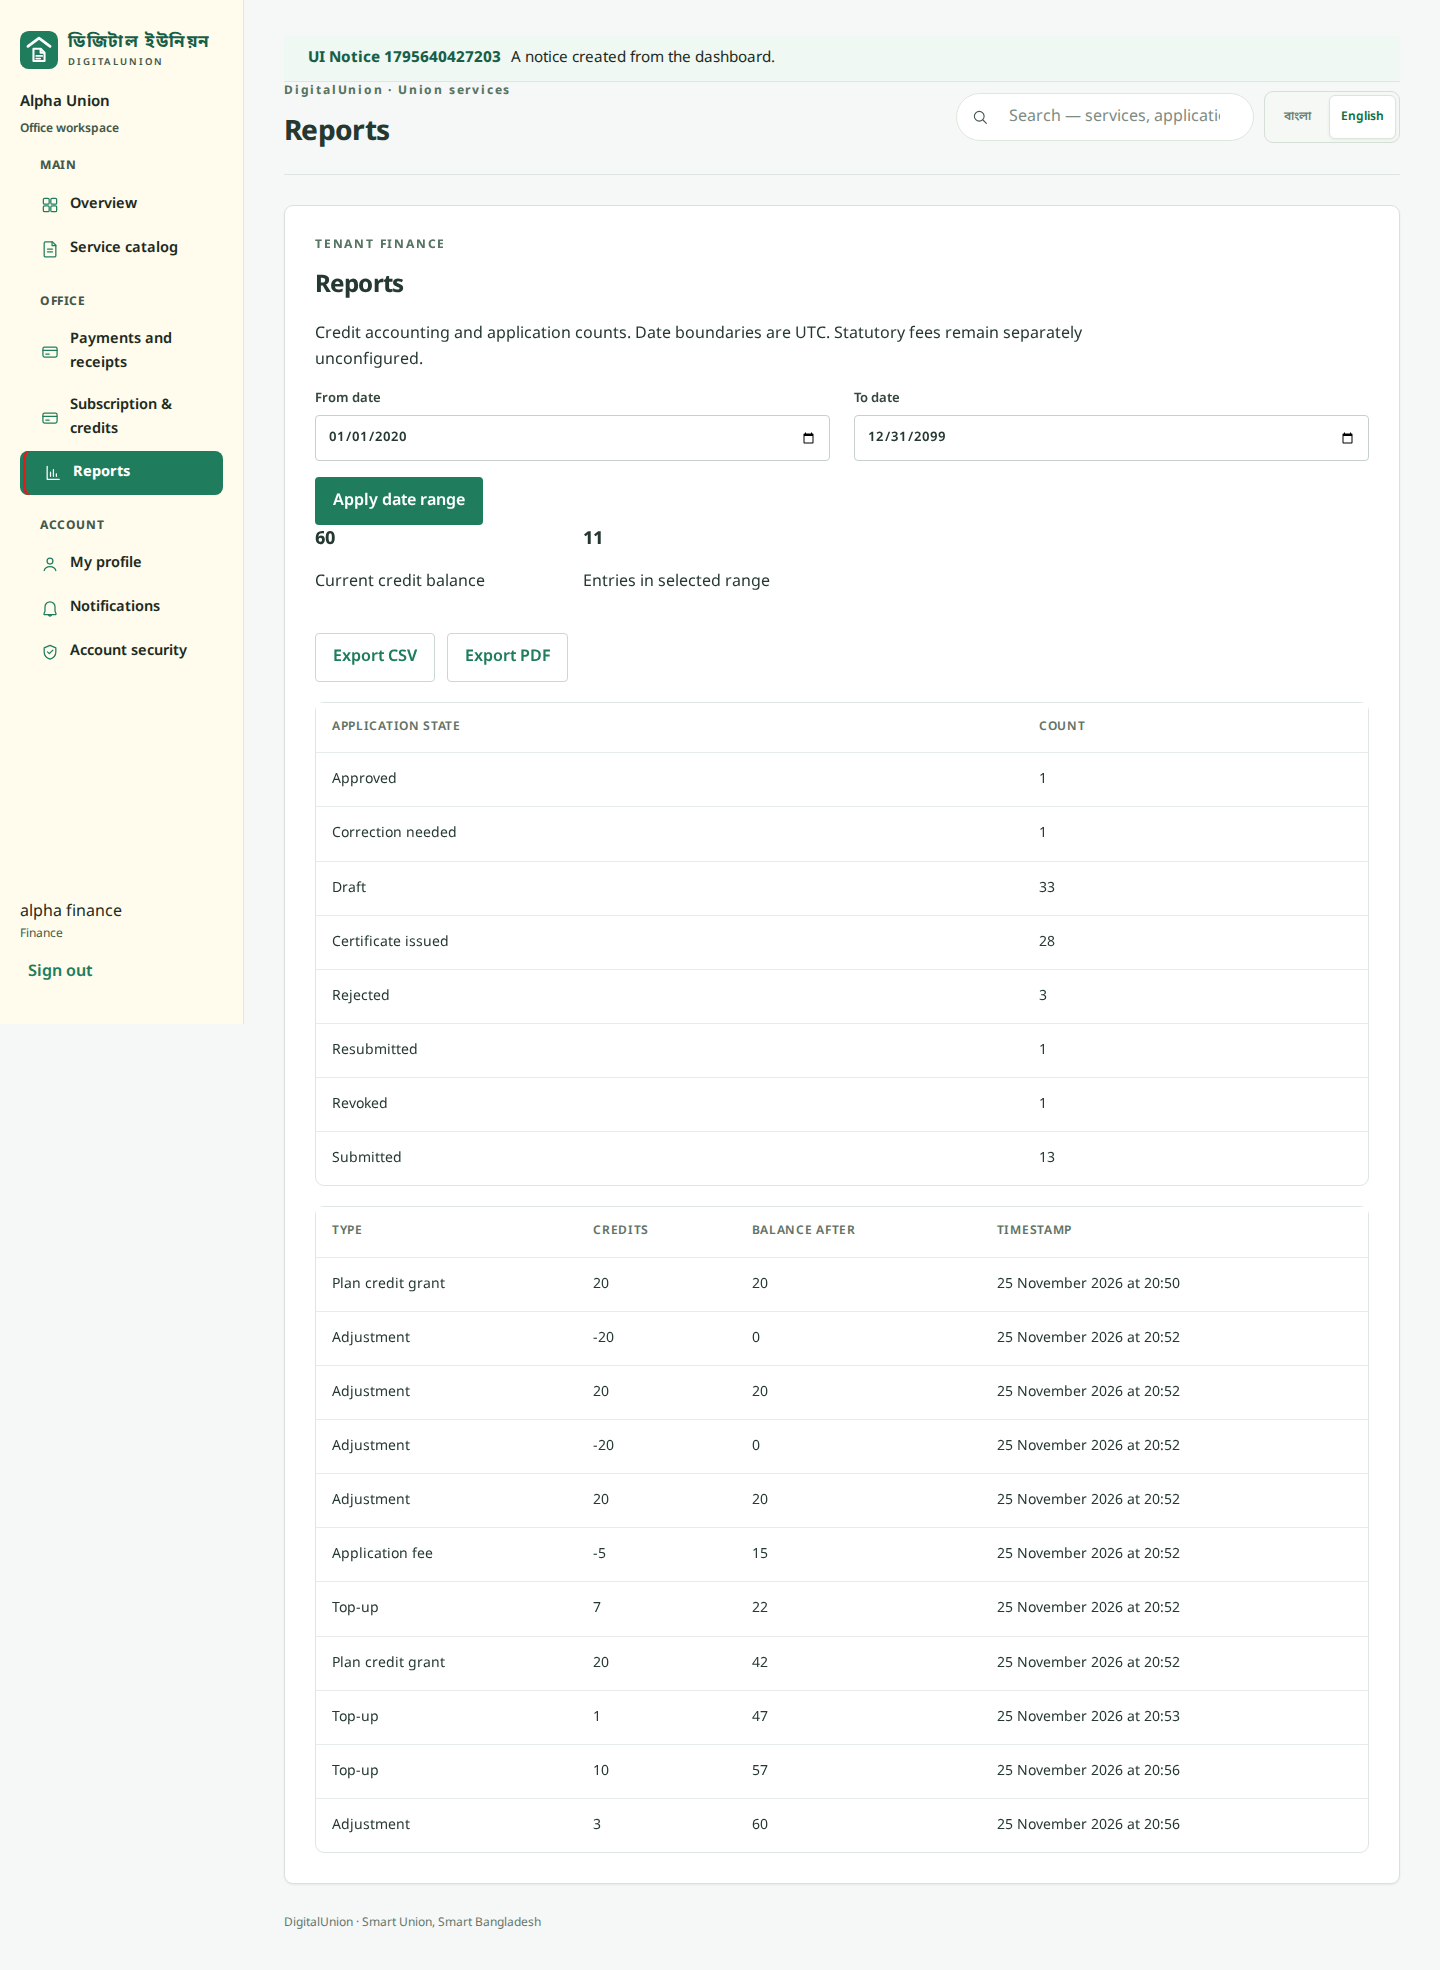 ডিজিটাল ইউনিয়ন
DIGITALUNION
Alpha Union
Office workspace
MAIN
Overview
Service catalog
OFFICE
Payments and
receipts
Subscription &
credits
Reports
ACCOUNT
My profile
Notifications
Account security
alpha finance
Finance
Sign out
UI Notice 1795640427203 A notice created from the dashboard.
DigitalUnion · Union services
Reports
Search — services, applicati
বাংলা English
TENANT FINANCE
Reports
Credit accounting and application counts. Date boundaries are UTC. Statutory fees remain separately
unconfigured.
From date To date
01/01/2020 12/31/2099
Apply date range
60 11
Current credit balance Entries in selected range
Export CSV Export PDF
APPLICATION STATE COUNT
Approved 1
Correction needed 1
Draft 33
Certificate issued 28
Rejected 3
Resubmitted 1
Revoked 1
Submitted 13
TYPE CREDITS BALANCE AFTER TIMESTAMP
Plan credit grant 20 20 25 November 2026 at 20:50
Adjustment -20 0 25 November 2026 at 20:52
Adjustment 20 20 25 November 2026 at 20:52
Adjustment -20 0 25 November 2026 at 20:52
Adjustment 20 20 25 November 2026 at 20:52
Application fee -5 15 25 November 2026 at 20:52
Top-up 7 22 25 November 2026 at 20:52
Plan credit grant 20 42 25 November 2026 at 20:52
Top-up 1 47 25 November 2026 at 20:53
Top-up 10 57 25 November 2026 at 20:56
Adjustment 3 60 25 November 2026 at 20:56
DigitalUnion · Smart Union, Smart Bangladesh